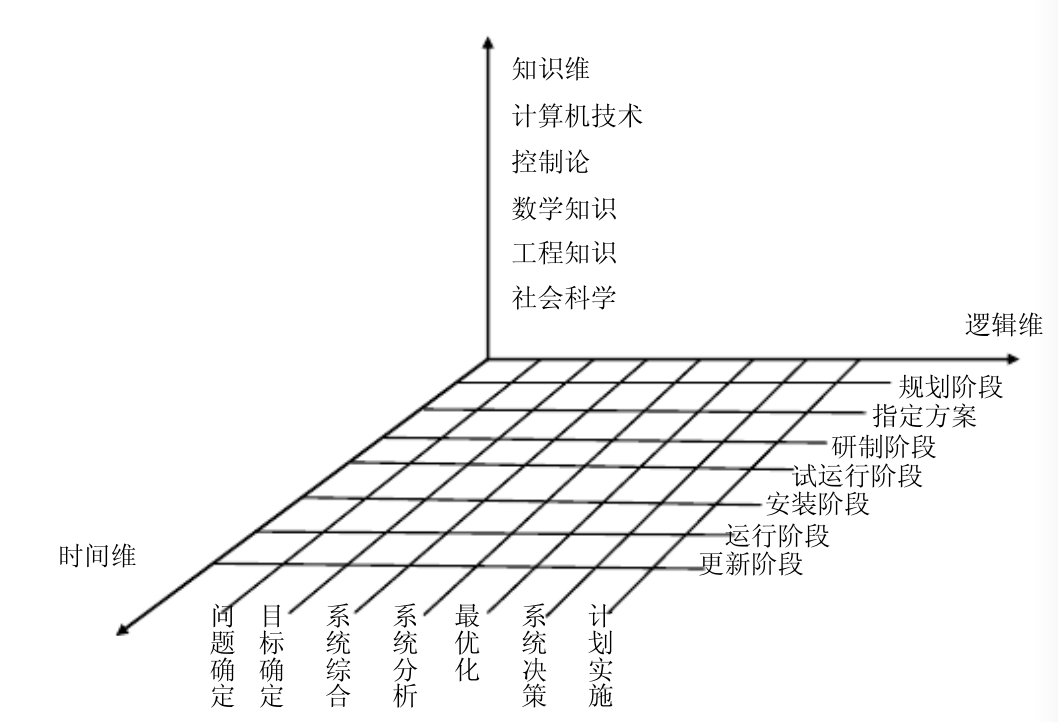 知识维
计算机技术
控制论
数学知识
工程知识
社会科学
逻辑维
规划阶段
指定方案
研制阶段
试运行阶段
安装阶段
运行阶段
更新阶段
时间维
问题确定
目标确定
系统综合
系统分析
最优化
系统决策
计划实施